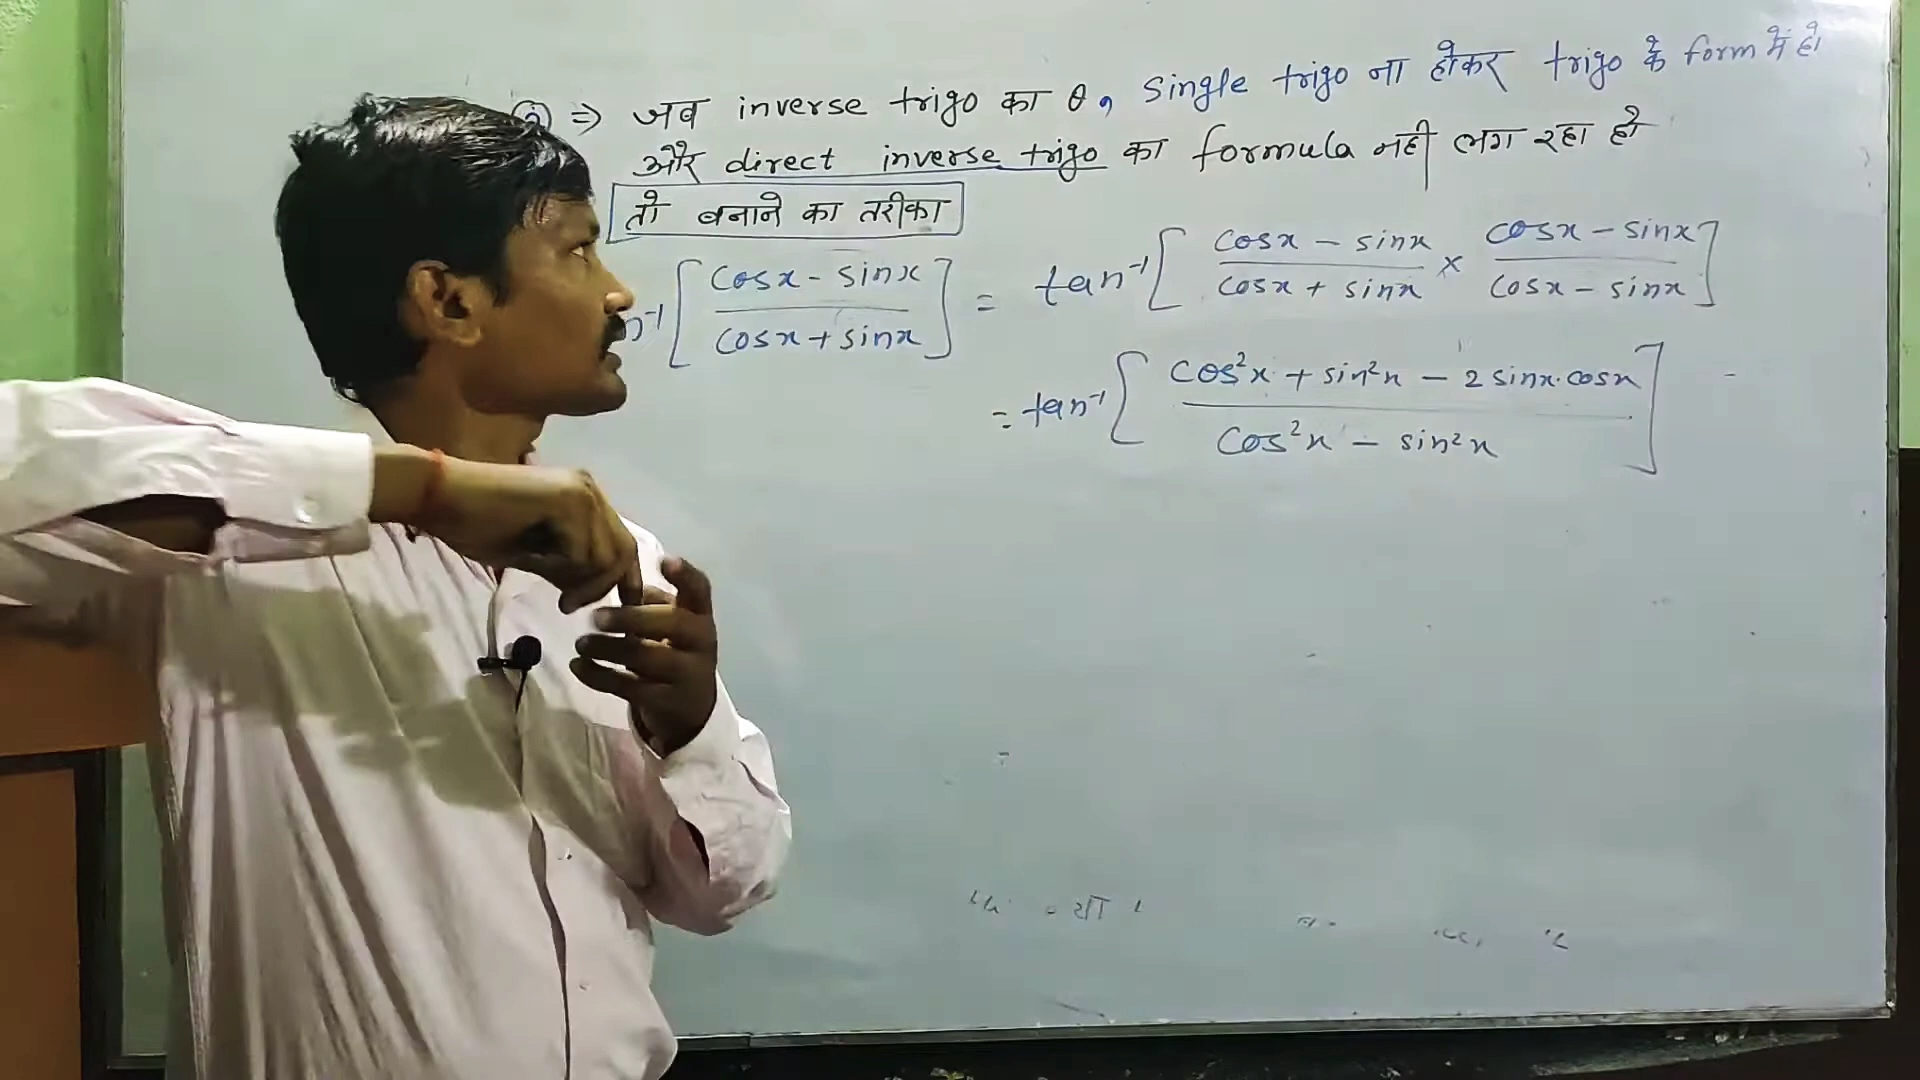 ⇒ जब inverse trigo का θ, single trigo ना होकर trigo के form में हो
और direct inverse trigo का formula नही लग रहा हो
तो बनाने का तरीका
n⁻¹ [ (cosx - sinx) / (cosx + sinx) ] = tan⁻¹ [ (cosx - sinx) / (cosx + sinx) × (cosx - sinx) / (cosx - sinx) ]
= tan⁻¹ [ (cos²x + sin²x - 2 sinx·cosx) / (cos²x - sin²x) ]